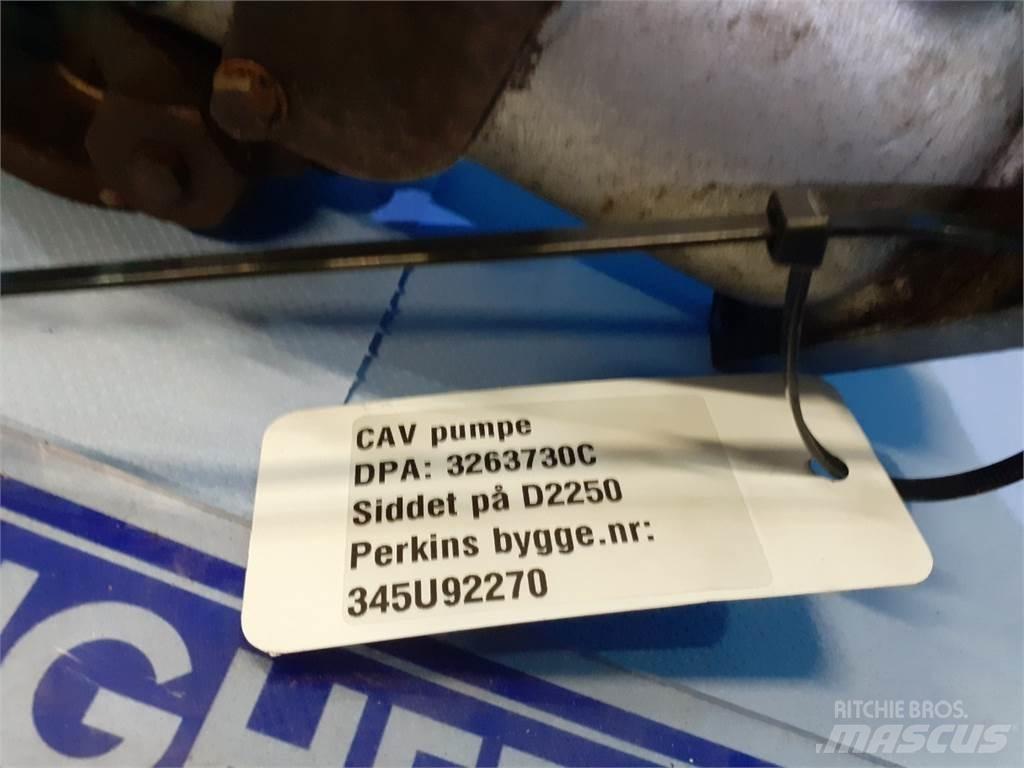 CAV pumpe
DPA: 3263730C
Siddet på D2250
Perkins bygge.nr:
345U92270
RITCHIE BROS.
MASCUS